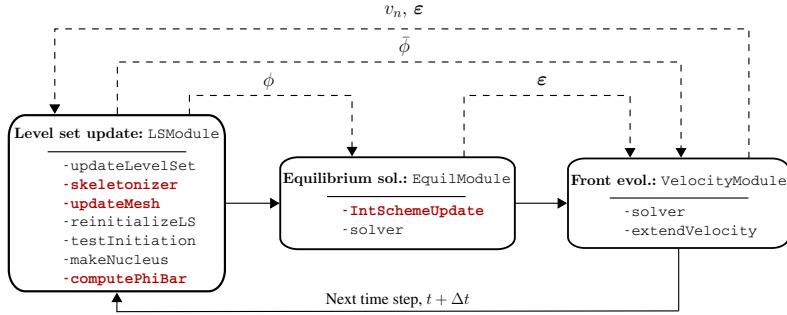 vₙ, ε
φ̄
φ
ε
Level set update: LSModule
-updateLevelSet
-skeletonizer
-updateMesh
-reinitializeLS
-testInitiation
-makeNucleus
-computePhiBar
Equilibrium sol.: EquilModule
-IntSchemeUpdate
-solver
Front evol.: VelocityModule
-solver
-extendVelocity
Next time step, t + Δt